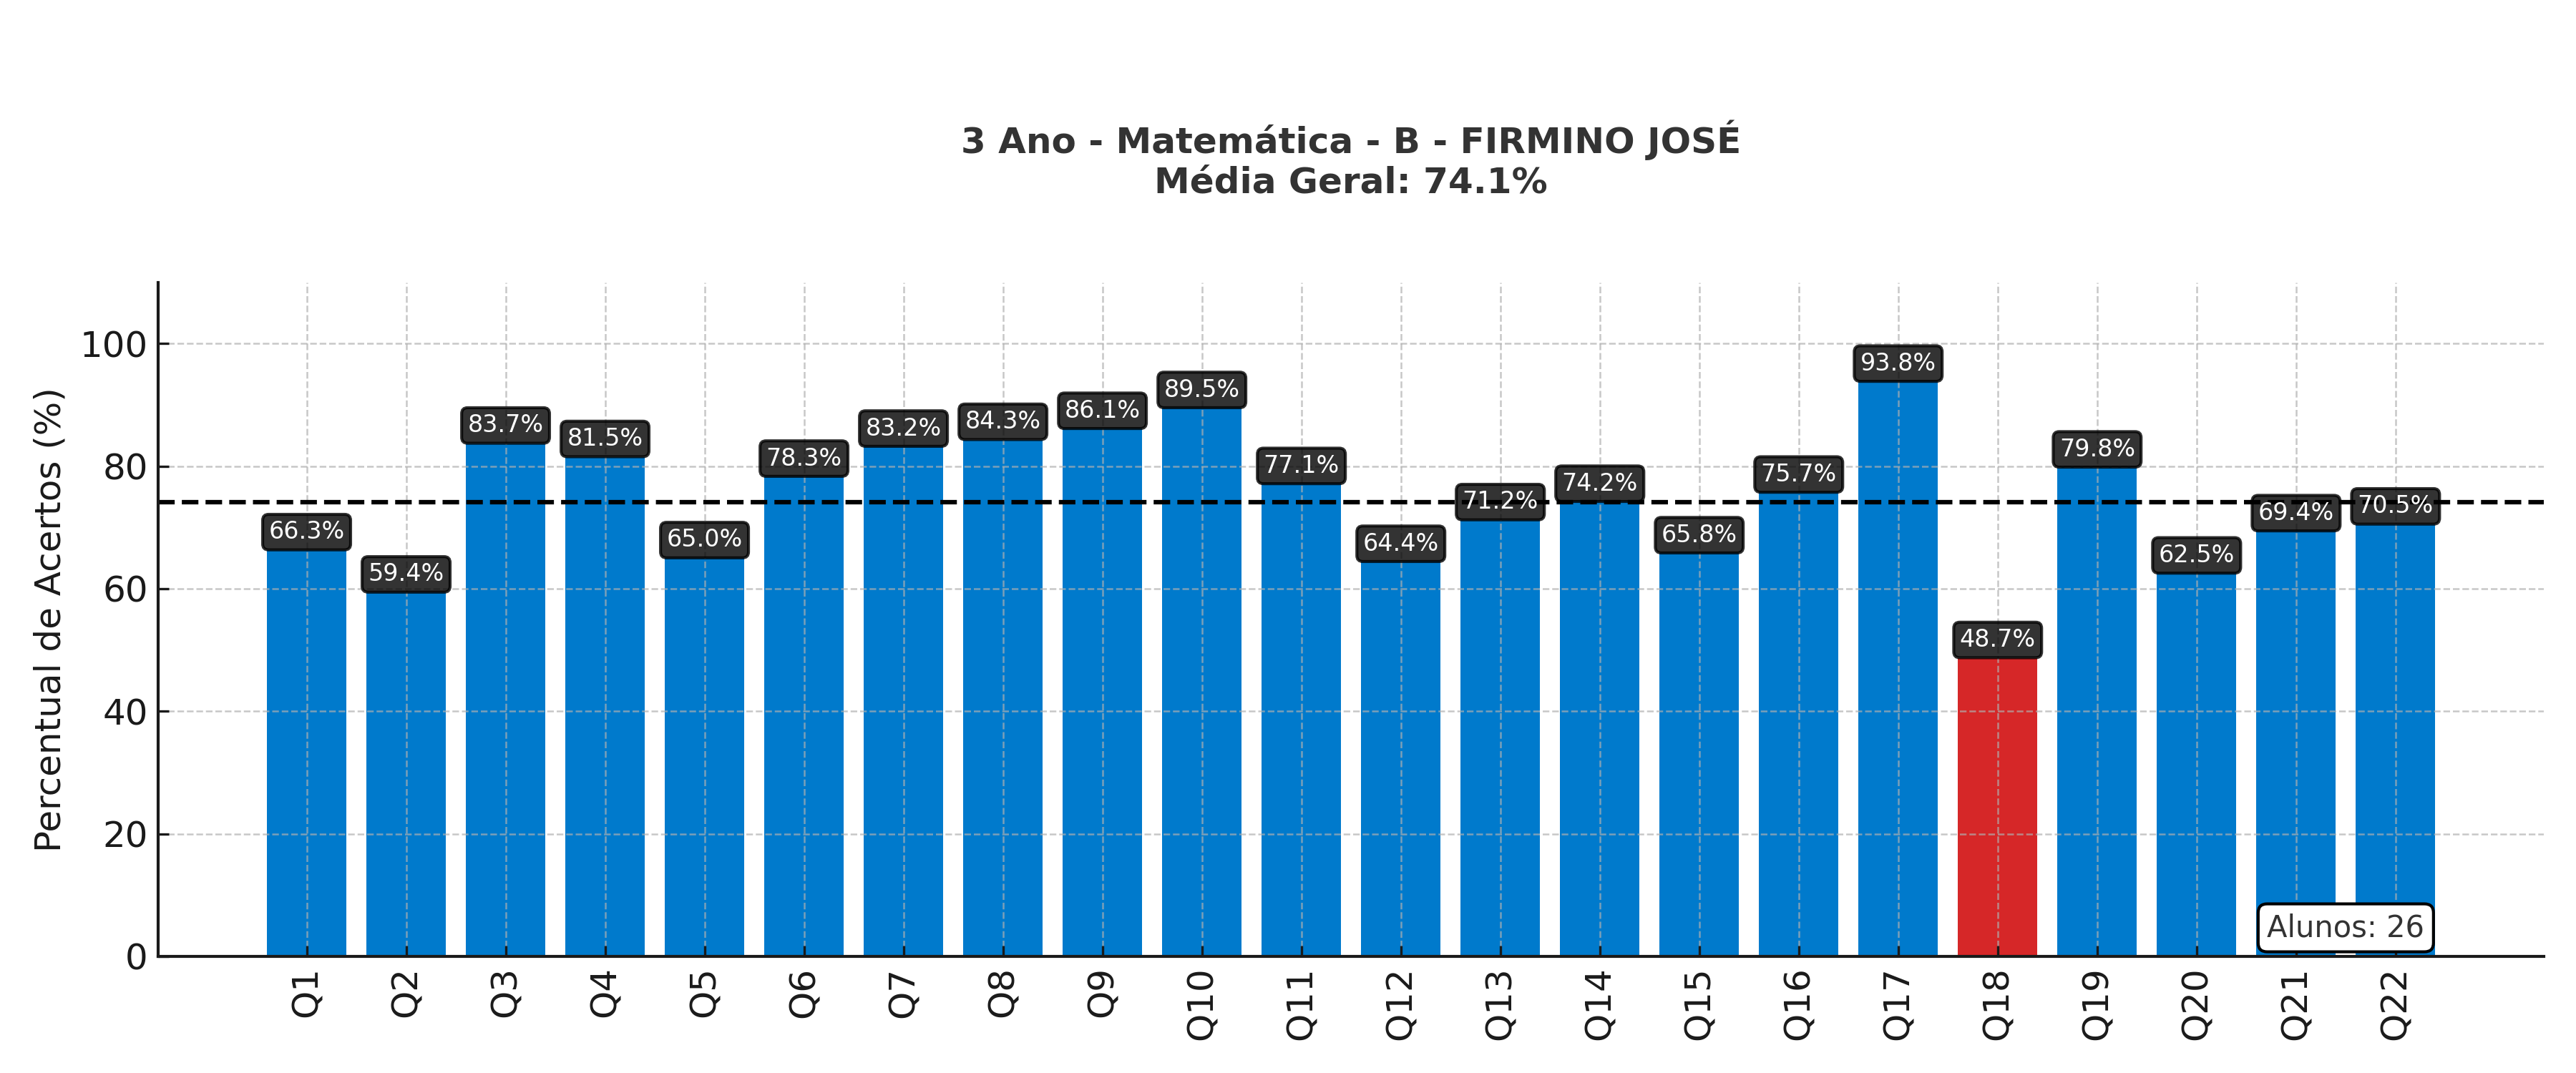 3 Ano - Matemática - B - FIRMINO JOSÉ
Média Geral: 74.1%
Percentual de Acertos (%)
100
80
60
40
20
0
66.3%
59.4%
83.7%
81.5%
65.0%
78.3%
83.2%
84.3%
86.1%
89.5%
77.1%
64.4%
71.2%
74.2%
65.8%
75.7%
93.8%
48.7%
79.8%
62.5%
69.4%
70.5%
Alunos: 26
Q1
Q2
Q3
Q4
Q5
Q6
Q7
Q8
Q9
Q10
Q11
Q12
Q13
Q14
Q15
Q16
Q17
Q18
Q19
Q20
Q21
Q22